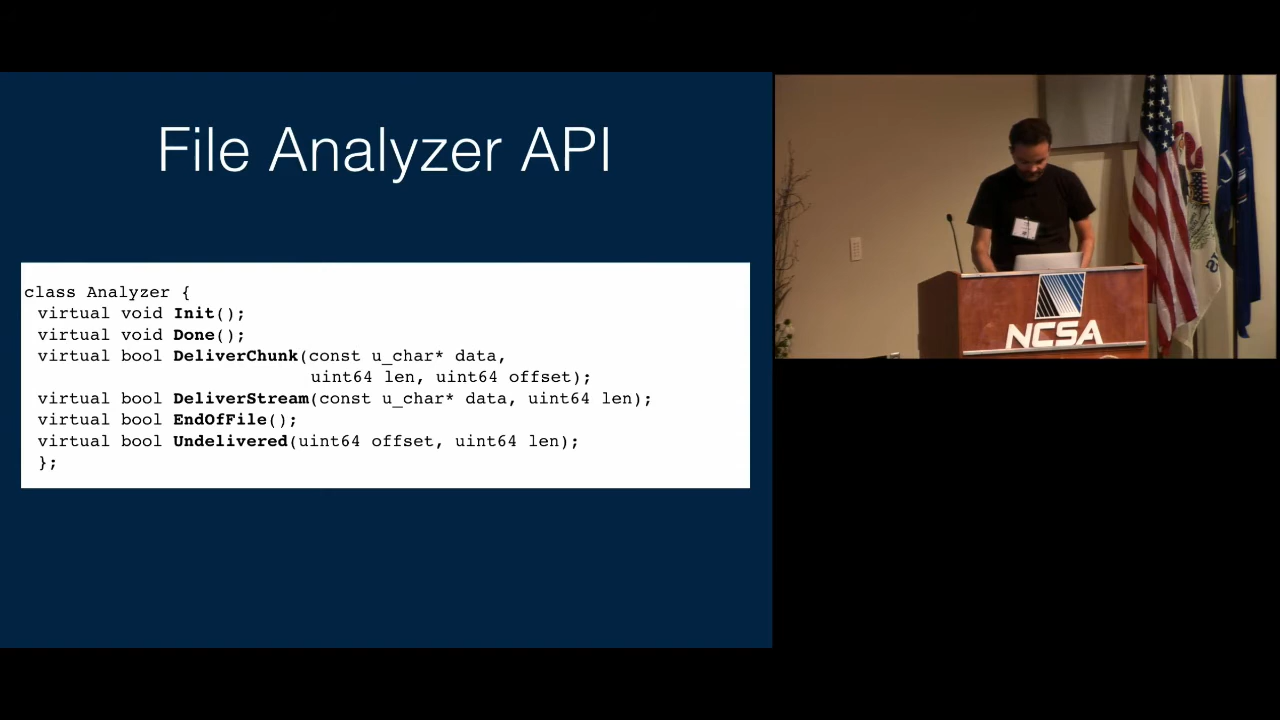 File Analyzer API
class Analyzer {
virtual void Init();
virtual void Done();
virtual bool DeliverChunk(const u_char* data,
uint64 len, uint64 offset);
virtual bool DeliverStream(const u_char* data, uint64 len);
virtual bool EndOfFile();
virtual bool Undelivered(uint64 offset, uint64 len);
};
NCSA